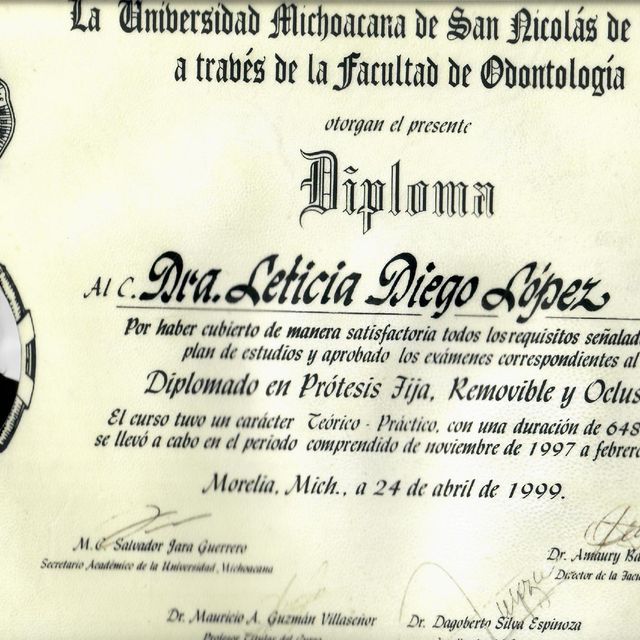 La Universidad Michoacana de San Nicolás de
a través de la Facultad de Odontología
otorgan el presente
Diploma
Al C. Dra. Leticia Diego López
Por haber cubierto de manera satisfactoria todos los requisitos señalad
plan de estudios y aprobado los exámenes correspondientes al
Diplomado en Prótesis Fija, Removible y Oclus
El curso tuvo un carácter Teórico - Práctico, con una duración de 648
se llevó a cabo en el periodo comprendido de noviembre de 1997 a febrero
Morelia, Mich., a 24 de abril de 1999.
M.C. Salvador Jara Guerrero
Secretario Académico de la Universidad Michoacana
Dr. Amaury Ba
Director de la Facu
Dr. Mauricio A. Guzmán Villaseñor
Dr. Dagoberto Silva Espinoza
Profesor Titular del Curso